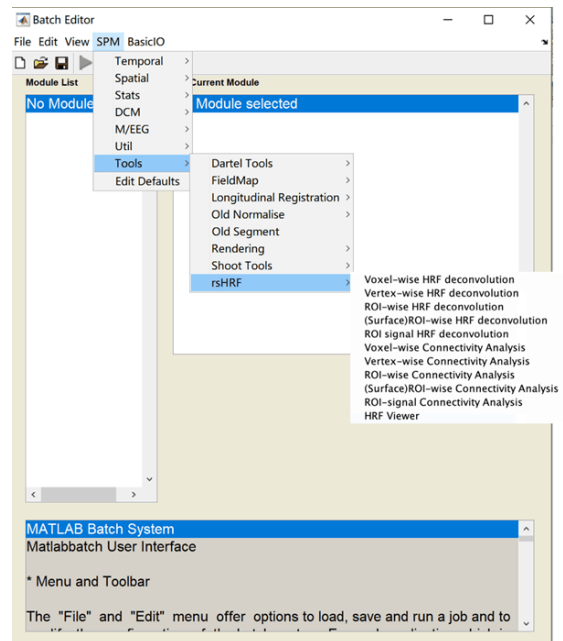 Batch Editor
File Edit View SPM BasicIO
Module List
Current Module
No Module
Module selected
Temporal
Spatial
Stats
DCM
M/EEG
Util
Tools
Edit Defaults
Dartel Tools
FieldMap
Longitudinal Registration
Old Normalise
Old Segment
Rendering
Shoot Tools
rsHRF
Voxel-wise HRF deconvolution
Vertex-wise HRF deconvolution
ROI-wise HRF deconvolution
(Surface)ROI-wise HRF deconvolution
ROI signal HRF deconvolution
Voxel-wise Connectivity Analysis
Vertex-wise Connectivity Analysis
ROI-wise Connectivity Analysis
(Surface)ROI-wise Connectivity Analysis
ROI-signal Connectivity Analysis
HRF Viewer
MATLAB Batch System
Matlabbatch User Interface
* Menu and Toolbar
The "File" and "Edit" menu offer options to load, save and run a job and to